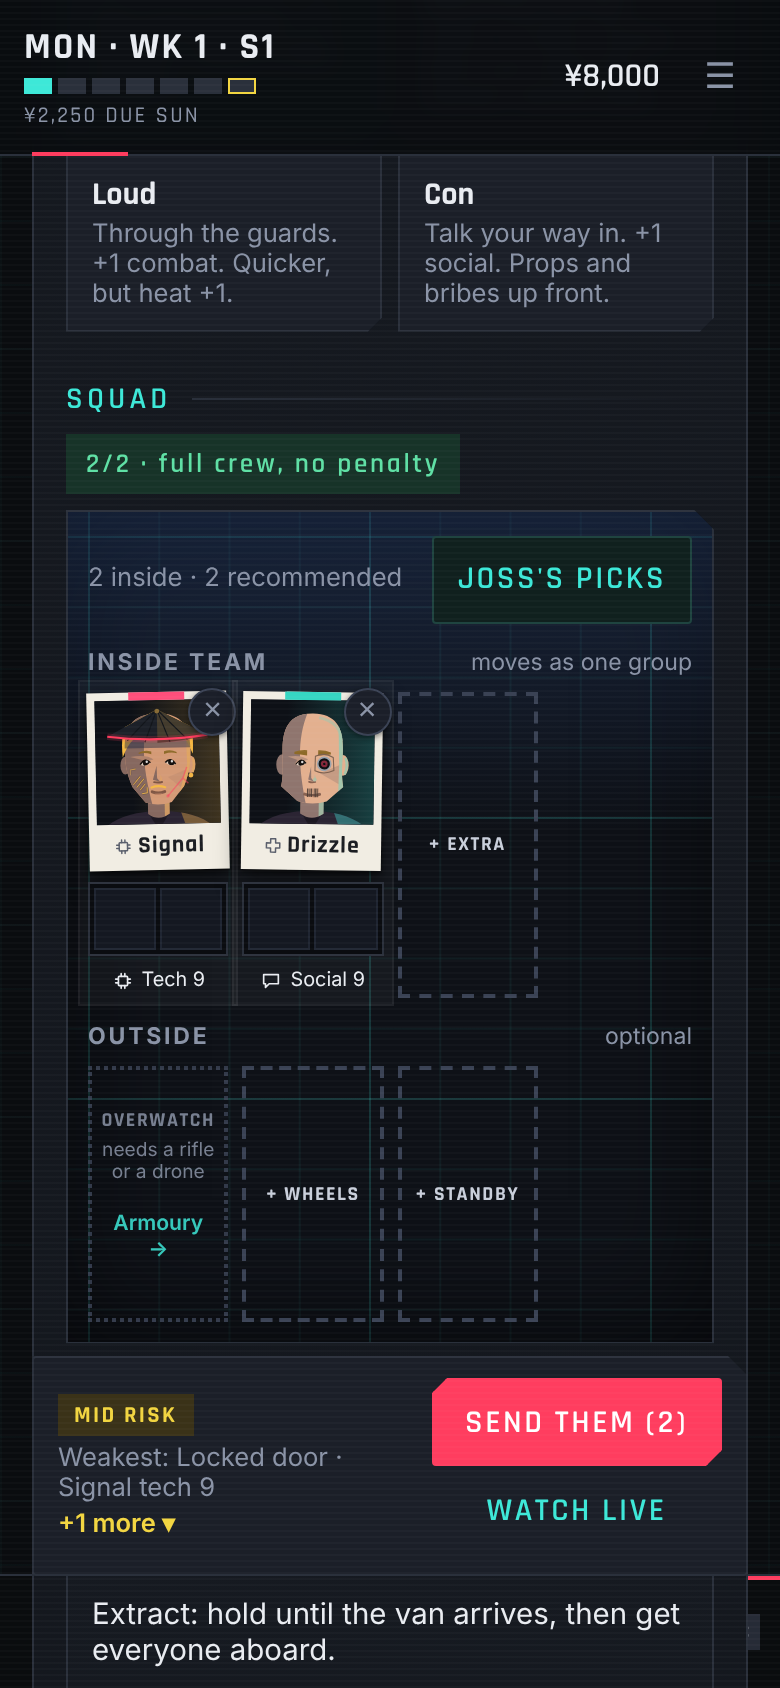 MON · WK 1 · S1
¥8,000
☰
¥2,250 DUE SUN
Loud
Through the guards.
+1 combat. Quicker,
but heat +1.
Con
Talk your way in. +1
social. Props and
bribes up front.
SQUAD
2/2 · full crew, no penalty
2 inside · 2 recommended
JOSS'S PICKS
INSIDE TEAM
moves as one group
Signal
Tech 9
Drizzle
Social 9
+ EXTRA
OUTSIDE
optional
OVERWATCH
needs a rifle
or a drone
Armoury
→
+ WHEELS
+ STANDBY
MID RISK
Weakest: Locked door ·
Signal tech 9
+1 more ▾
SEND THEM (2)
WATCH LIVE
Extract: hold until the van arrives, then get
everyone aboard.